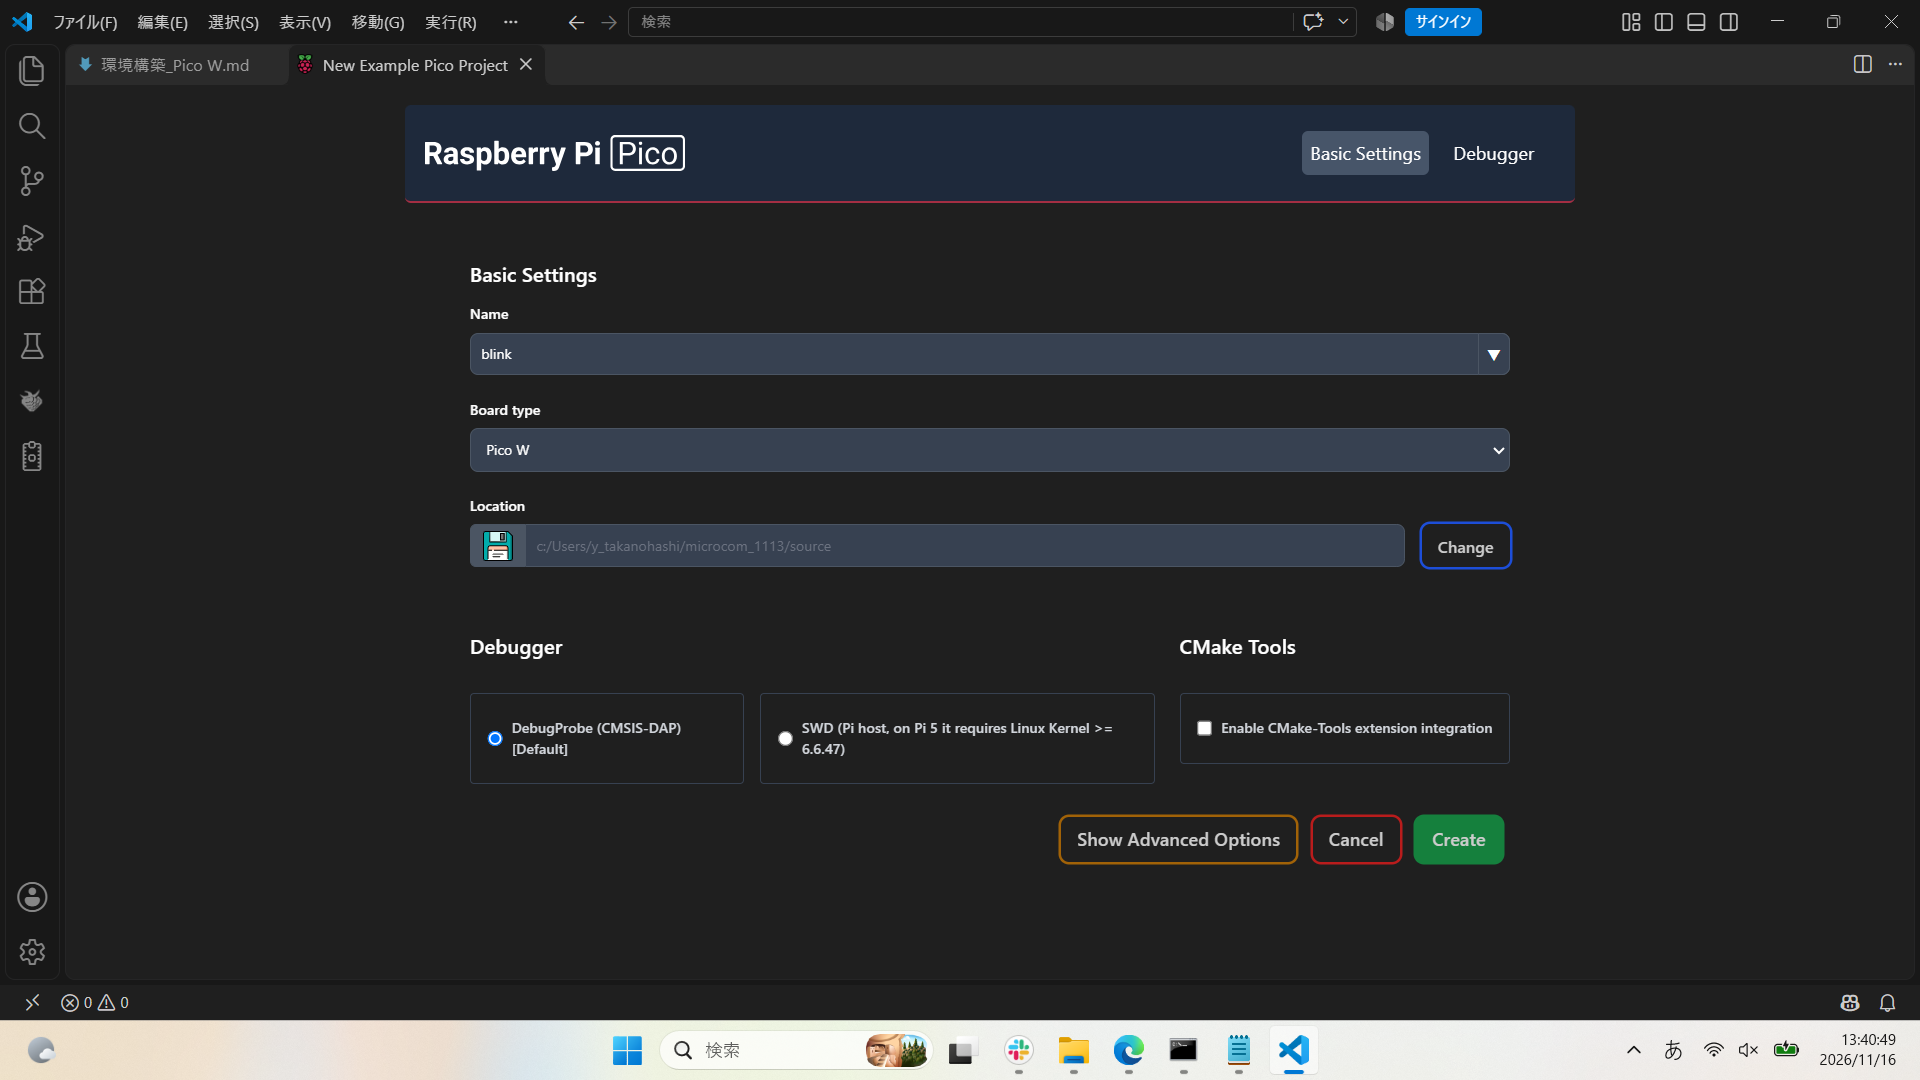 ファイル(F) 編集(E) 選択(S) 表示(V) 移動(G) 実行(R) ··· 検索 サインイン
環境構築_Pico W.md New Example Pico Project
Raspberry Pi Pico Basic Settings Debugger
Basic Settings
Name
blink
Board type
Pico W
Location
c:/Users/y_takanohashi/microcom_1113/source Change
Debugger CMake Tools
DebugProbe (CMSIS-DAP)
[Default]
SWD (Pi host, on Pi 5 it requires Linux Kernel >=
6.6.47)
Enable CMake-Tools extension integration
Show Advanced Options Cancel Create
0 0
検索 あ 13:40:49
2026/11/16